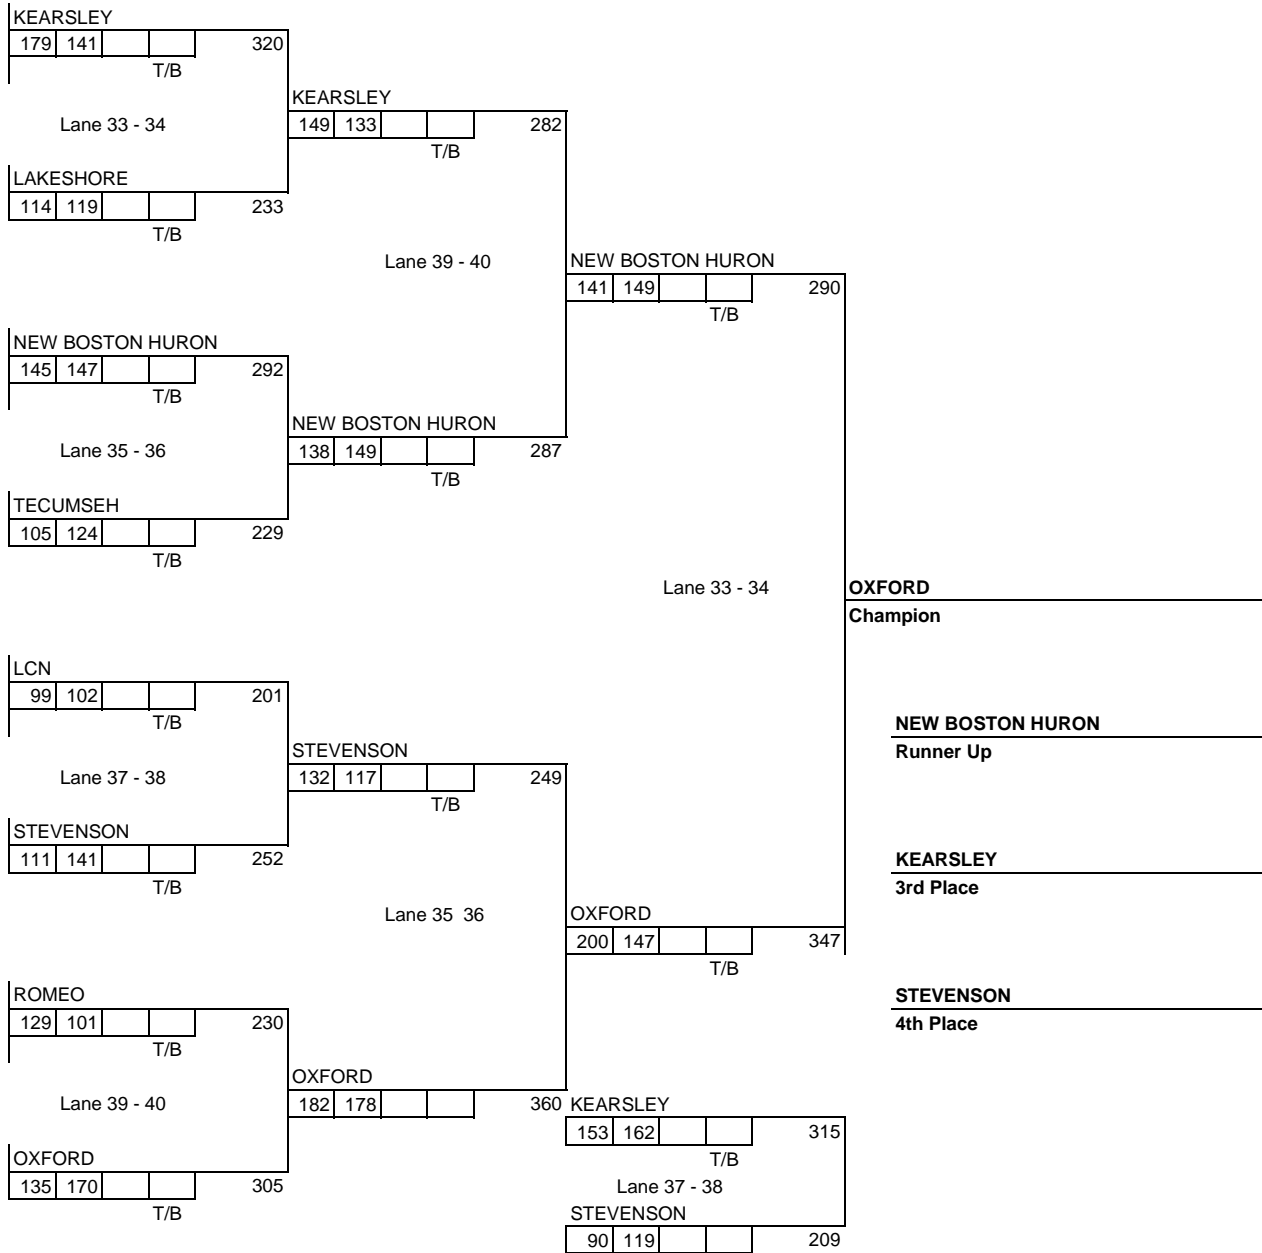 KEARSLEY
179 141 320
T/B
Lane 33 - 34
LAKESHORE
114 119 233
T/B
KEARSLEY
149 133 282
T/B
Lane 39 - 40
NEW BOSTON HURON
145 147 292
T/B
Lane 35 - 36
TECUMSEH
105 124 229
T/B
NEW BOSTON HURON
138 149 287
T/B
NEW BOSTON HURON
141 149 290
T/B
Lane 33 - 34
LCN
99 102 201
T/B
Lane 37 - 38
STEVENSON
111 141 252
T/B
STEVENSON
132 117 249
T/B
Lane 35 36
ROMEO
129 101 230
T/B
Lane 39 - 40
OXFORD
135 170 305
T/B
OXFORD
182 178 360
OXFORD
200 147 347
T/B
KEARSLEY
153 162 315
T/B
Lane 37 - 38
STEVENSON
90 119 209
OXFORD
Champion
NEW BOSTON HURON
Runner Up
KEARSLEY
3rd Place
STEVENSON
4th Place